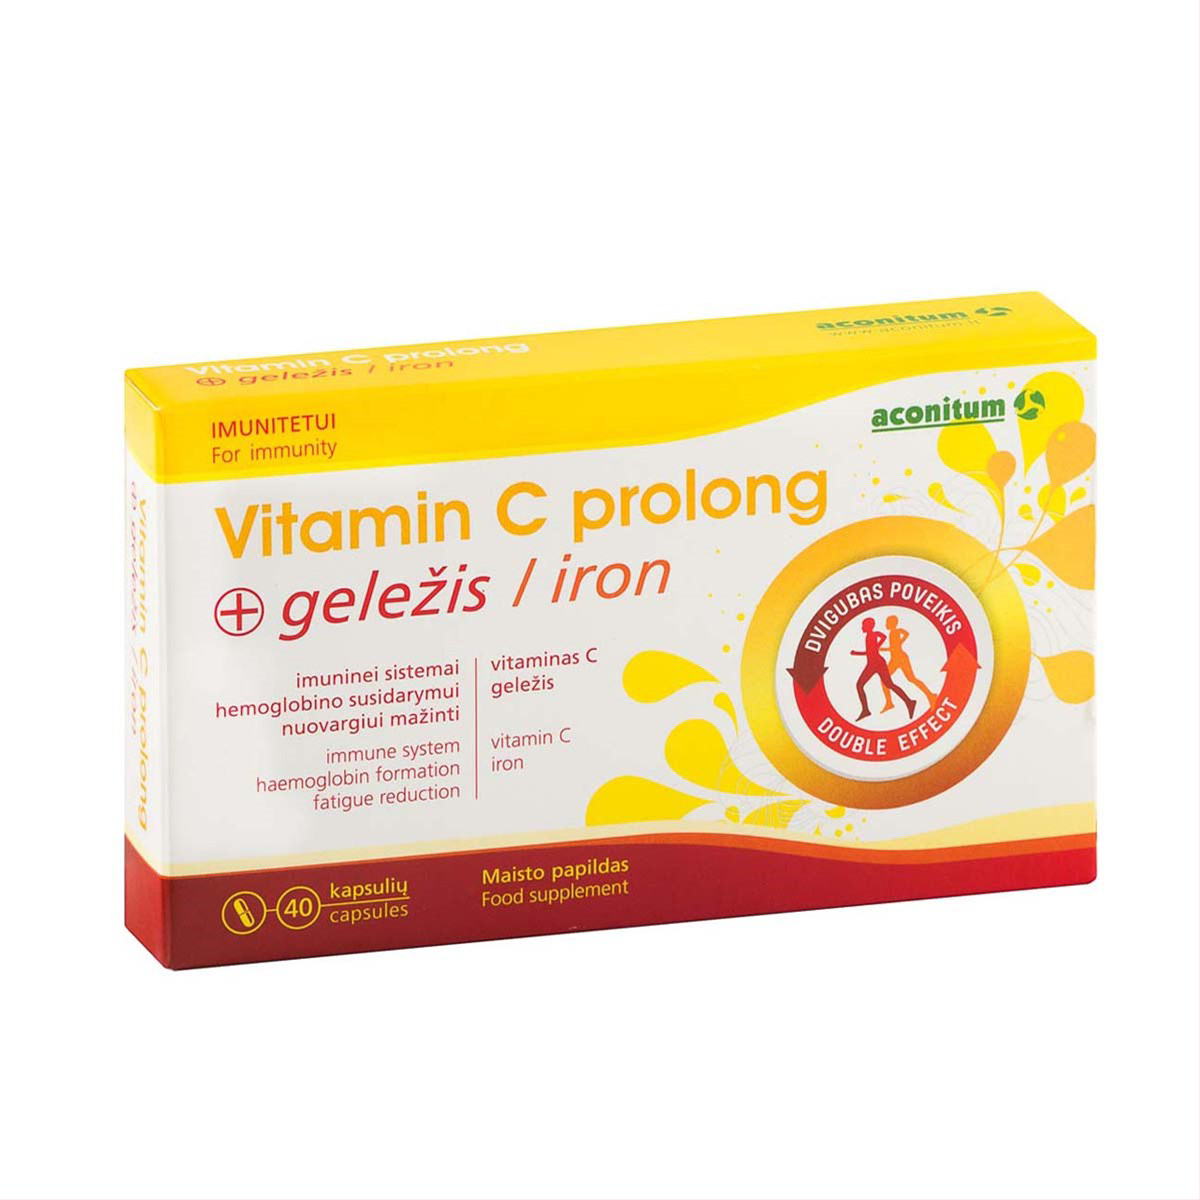 Vitamin C prolong
+ geležis / iron
aconitum
www.aconitum.lt
IMUNITETUI
For immunity
aconitum
Vitamin C prolong
+ geležis / iron
imuninei sistemai
hemoglobino susidarymui
nuovargiui mažinti
immune system
haemoglobin formation
fatigue reduction
vitaminas C
geležis
vitamin C
iron
DVIGUBAS POVEIKIS
DOUBLE EFFECT
40
kapsulių
capsules
Maisto papildas
Food supplement
Vitamin C prolong
+ geležis / iron